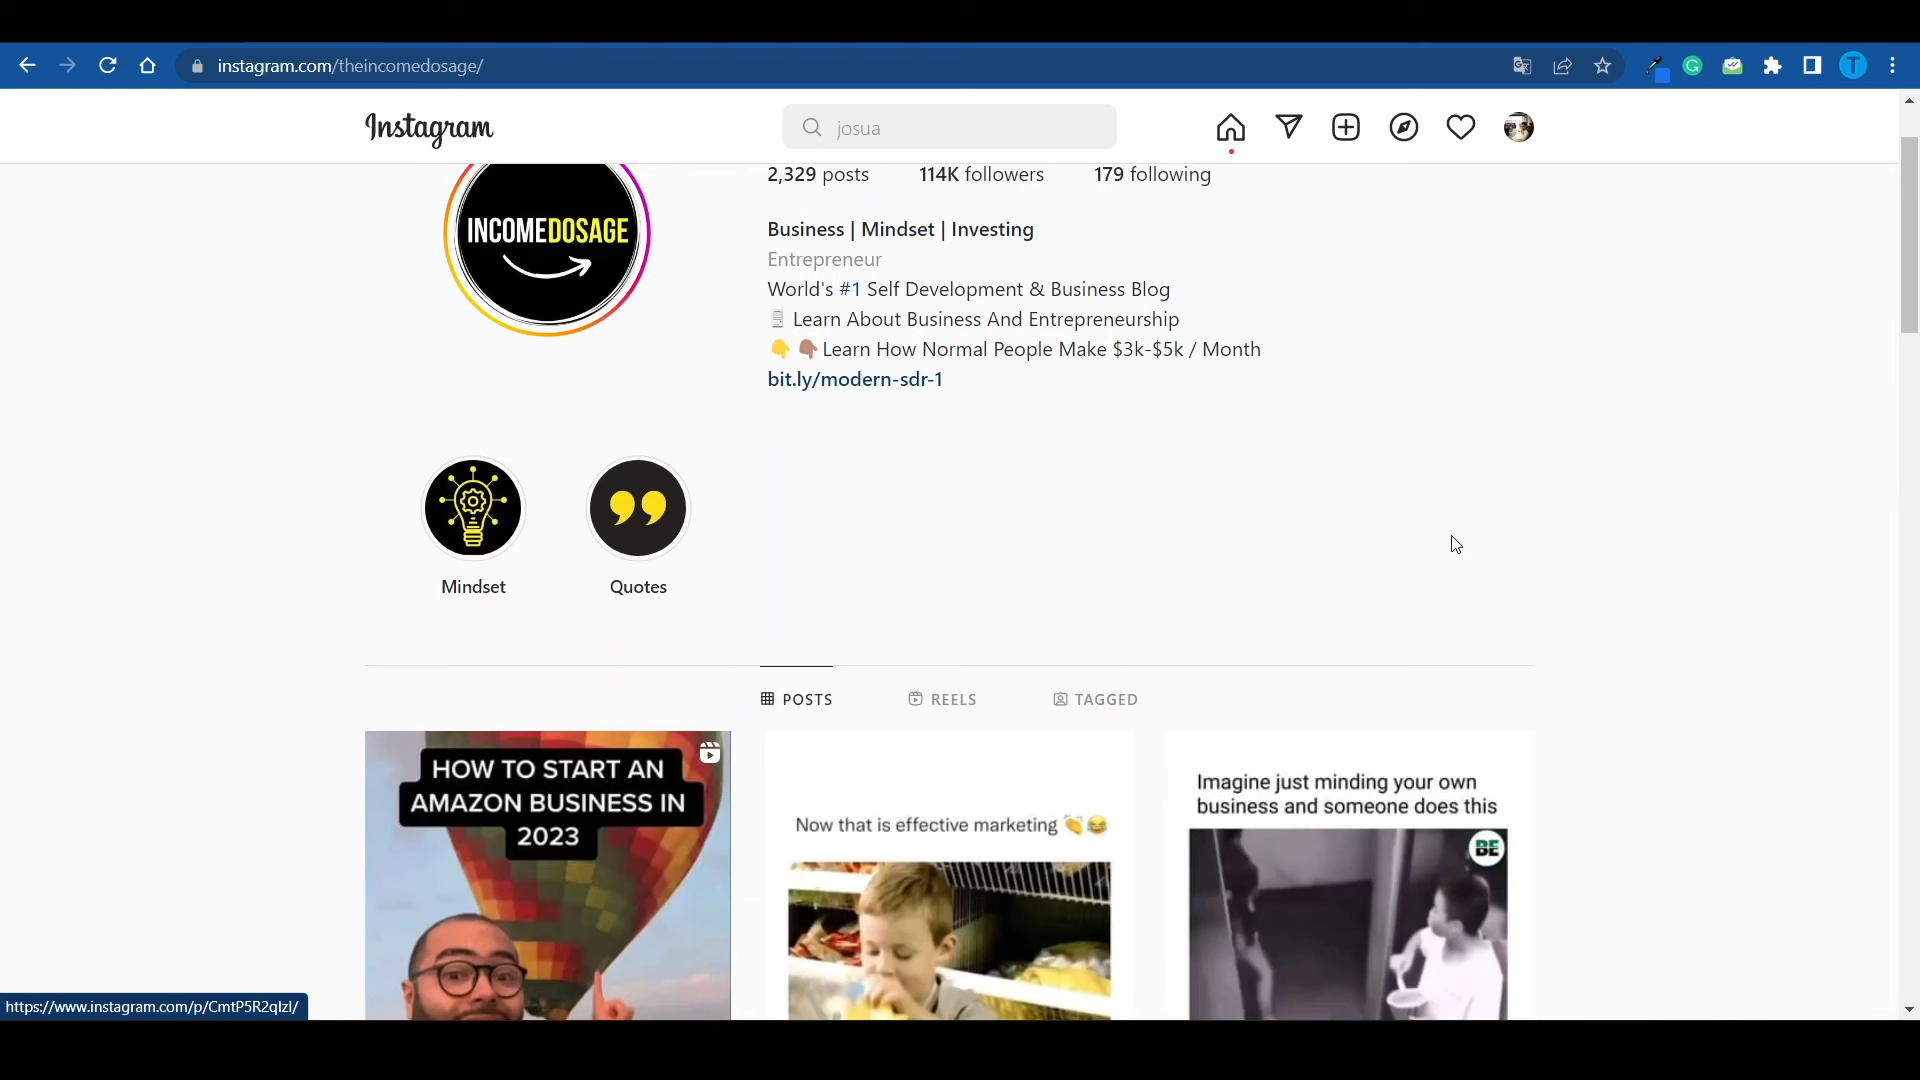 instagram.com/theincomedosage/
T
Instagram
josua
2,329 posts 114K followers 179 following
INCOMEDOSAGE
Business | Mindset | Investing
Entrepreneur
World's #1 Self Development & Business Blog
Learn About Business And Entrepreneurship
Learn How Normal People Make $3k-$5k / Month
bit.ly/modern-sdr-1
Mindset
Quotes
POSTS
REELS
TAGGED
HOW TO START AN
AMAZON BUSINESS IN
2023
Now that is effective marketing 👏😂
Imagine just minding your own
business and someone does this
BE
https://www.instagram.com/p/CmtP5R2qlzl/